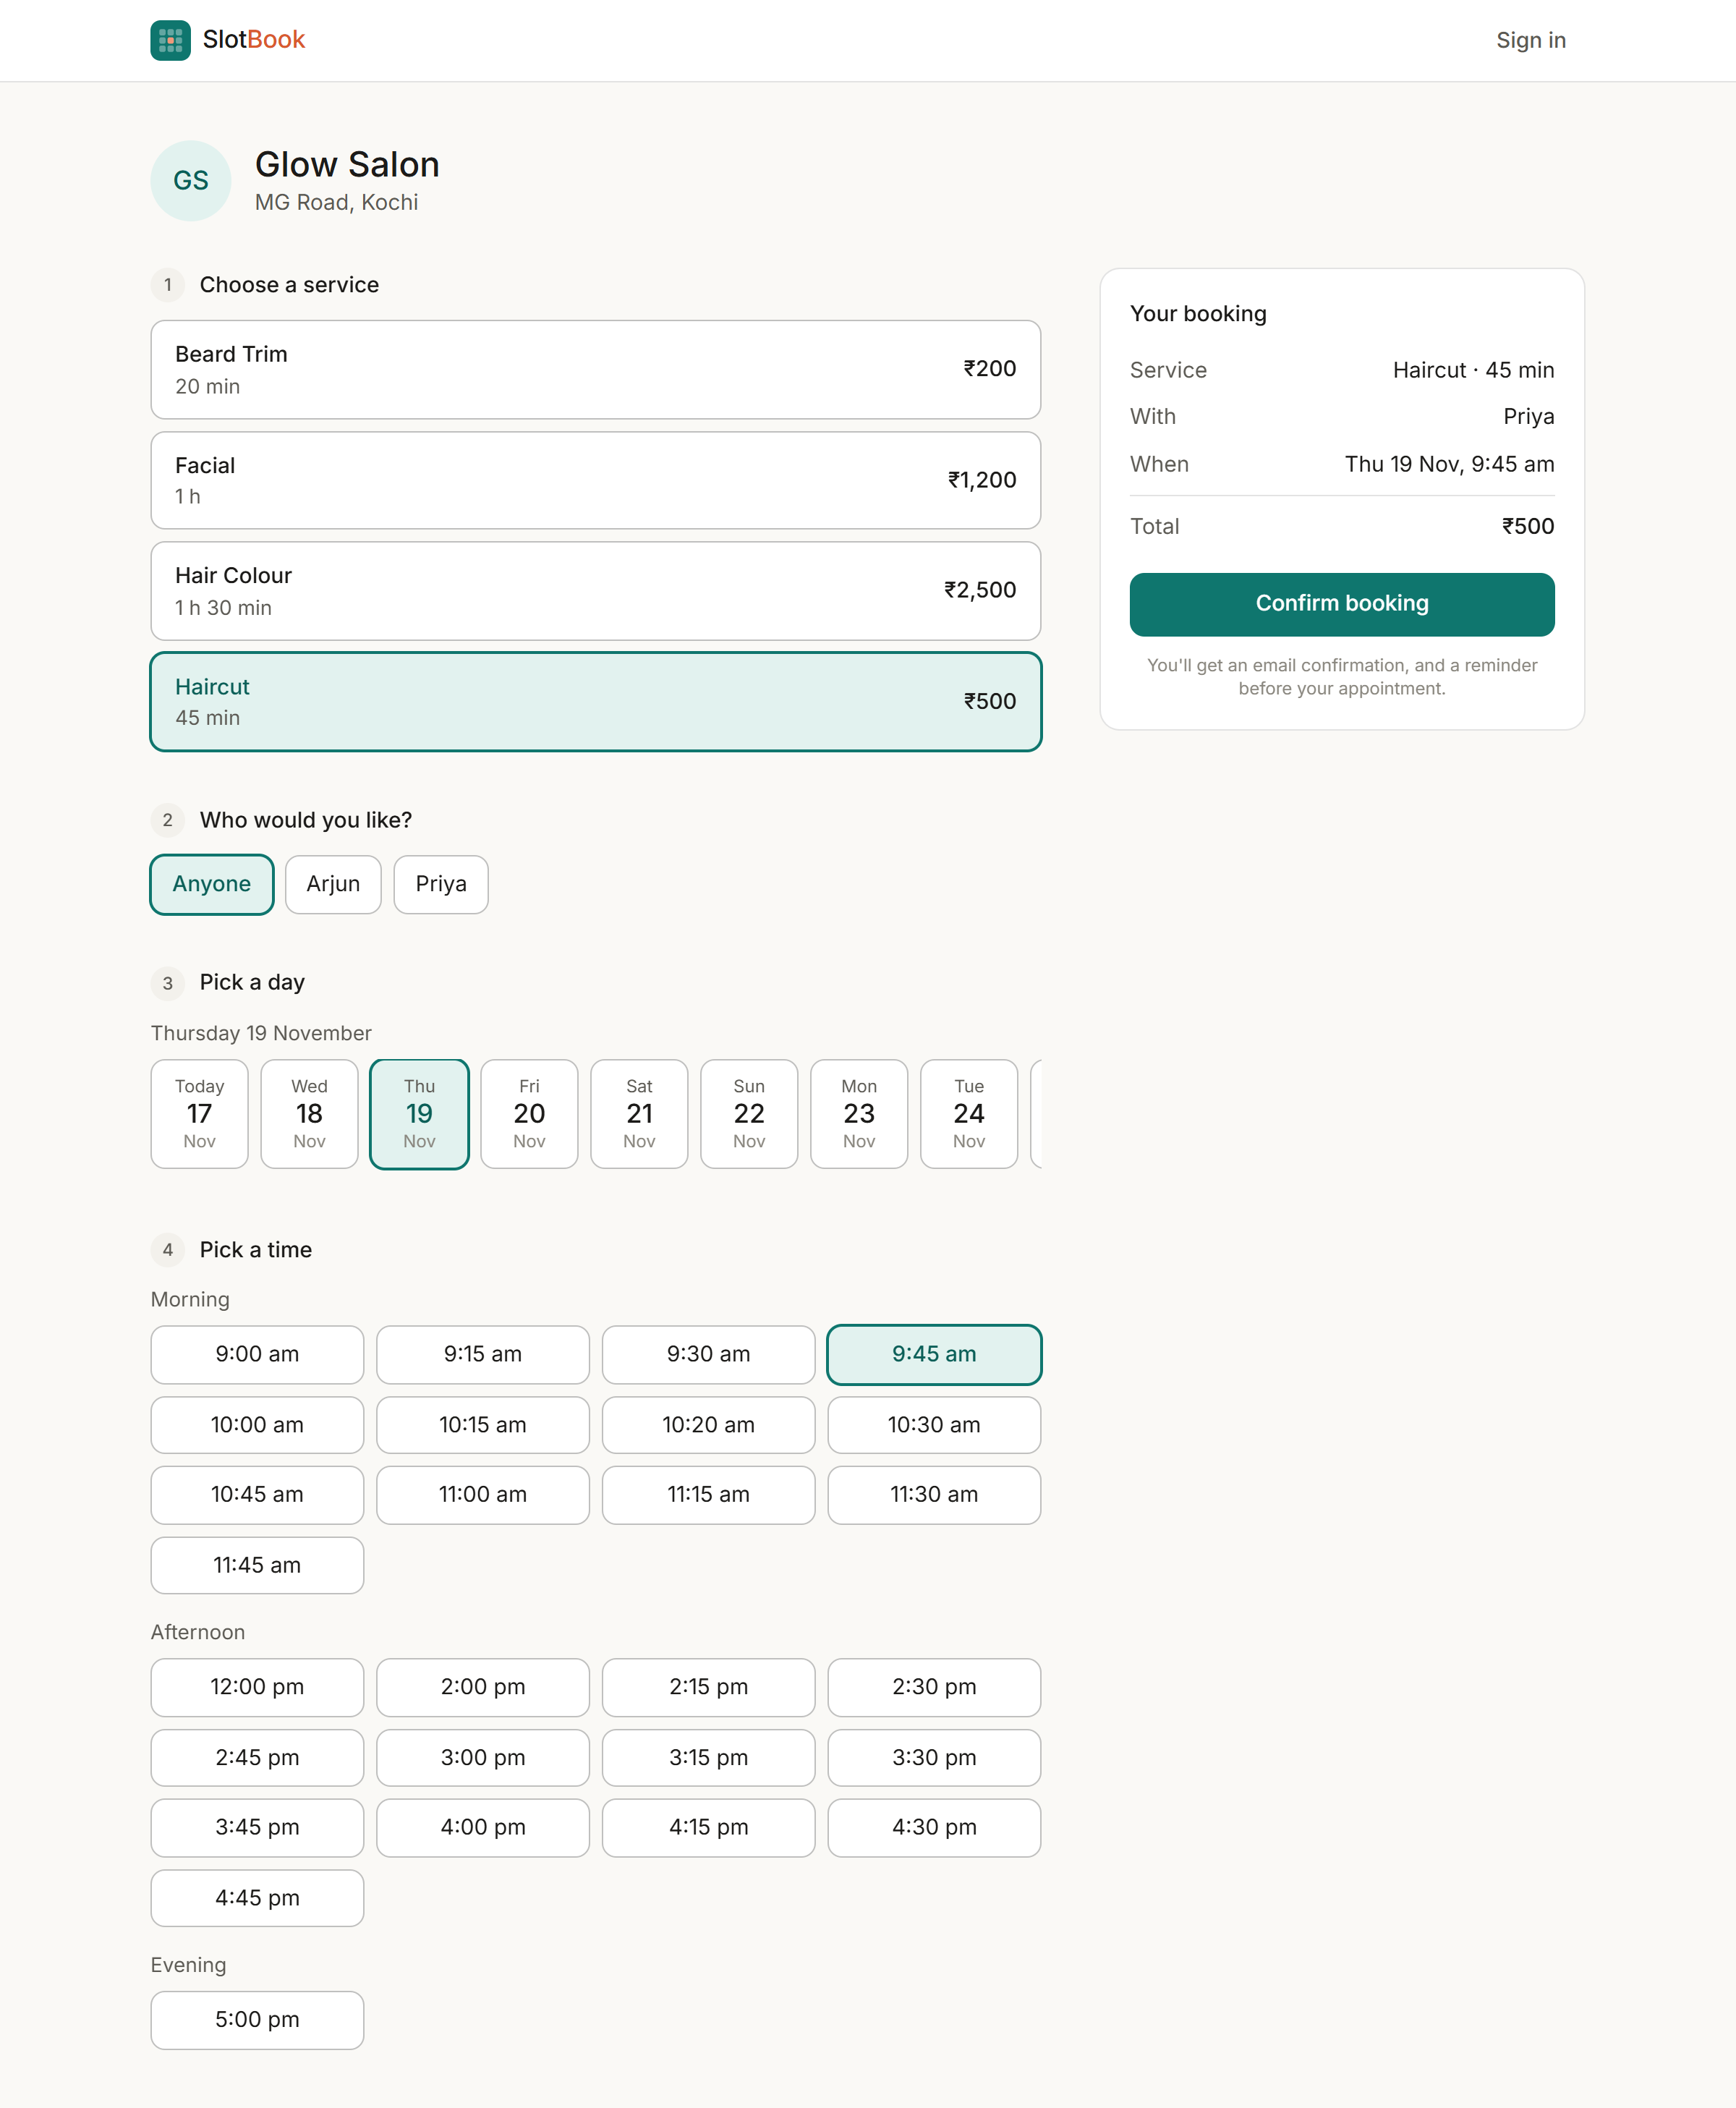 SlotBook
Sign in
GS
Glow Salon
MG Road, Kochi
1 Choose a service
Beard Trim
20 min
₹200
Facial
1 h
₹1,200
Hair Colour
1 h 30 min
₹2,500
Haircut
45 min
₹500
2 Who would you like?
Anyone Arjun Priya
3 Pick a day
Thursday 19 November
Today Wed Thu Fri Sat Sun Mon Tue
17 18 19 20 21 22 23 24
Nov Nov Nov Nov Nov Nov Nov Nov
4 Pick a time
Morning
9:00 am 9:15 am 9:30 am 9:45 am
10:00 am 10:15 am 10:20 am 10:30 am
10:45 am 11:00 am 11:15 am 11:30 am
11:45 am
Afternoon
12:00 pm 2:00 pm 2:15 pm 2:30 pm
2:45 pm 3:00 pm 3:15 pm 3:30 pm
3:45 pm 4:00 pm 4:15 pm 4:30 pm
4:45 pm
Evening
5:00 pm
Your booking
Service Haircut · 45 min
With Priya
When Thu 19 Nov, 9:45 am
Total ₹500
Confirm booking
You'll get an email confirmation, and a reminder
before your appointment.